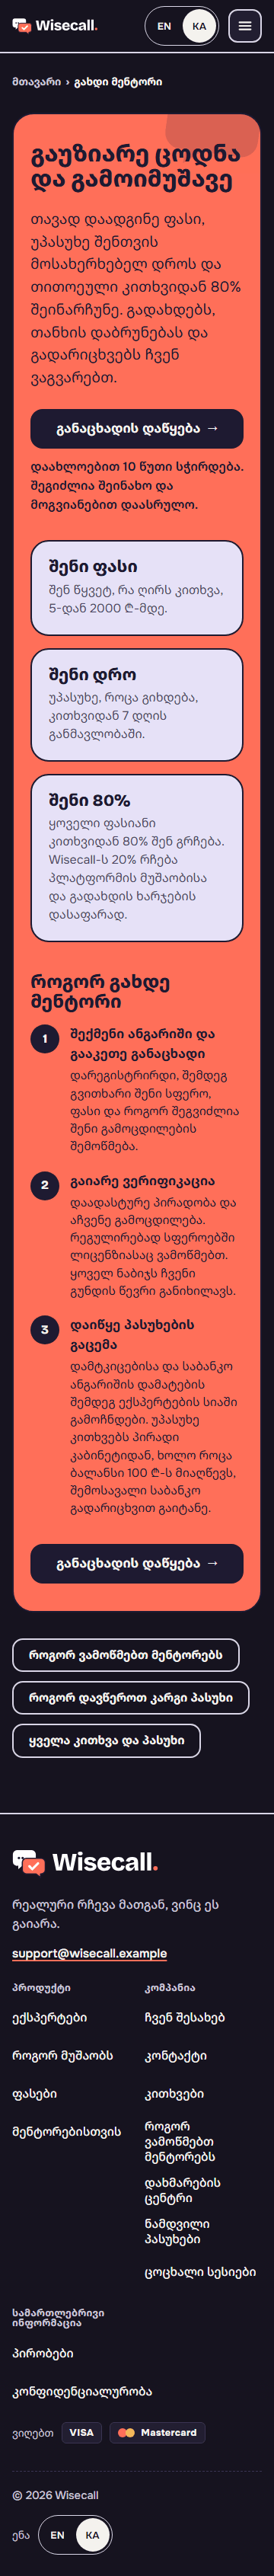 Wisecall.
EN
KA
მთავარი › გახდი მენტორი
გაუზიარე ცოდნა
და გამოიმუშავე
თავად დაადგინე ფასი,
უპასუხე შენთვის
მოსახერხებელ დროს და
თითოეული კითხვიდან 80%
შეინარჩუნე. გადახდებს,
თანხის დაბრუნებას და
გადარიცხვებს ჩვენ
ვაგვარებთ.
განაცხადის დაწყება →
დაახლოებით 10 წუთი სჭირდება.
შეგიძლია შეინახო და
მოგვიანებით დაასრულო.
შენი ფასი
შენ წყვეტ, რა ღირს კითხვა,
5-დან 2000 ₾-მდე.
შენი დრო
უპასუხე, როცა გიხდება,
კითხვიდან 7 დღის
განმავლობაში.
შენი 80%
ყოველი ფასიანი
კითხვიდან 80% შენ გრჩება.
Wisecall-ს 20% რჩება
პლატფორმის მუშაობისა
და გადახდის ხარჯების
დასაფარად.
როგორ გახდე
მენტორი
1
შექმენი ანგარიში და
გააკეთე განაცხადი
დარეგისტრირდი, შემდეგ
გვითხარი შენი სფერო,
ფასი და როგორ შეგვიძლია
შენი გამოცდილების
შემოწმება.
2
გაიარე ვერიფიკაცია
დაადასტურე პირადობა და
აჩვენე გამოცდილება.
რეგულირებად სფეროებში
ლიცენზიასაც ვამოწმებთ.
ყოველ ნაბიჯს ჩვენი
გუნდის წევრი განიხილავს.
3
დაიწყე პასუხების
გაცემა
დამტკიცებისა და საბანკო
ანგარიშის დამატების
შემდეგ ექსპერტების სიაში
გამოჩნდები. უპასუხე
კითხვებს პირადი
კაბინეტიდან, ხოლო როცა
ბალანსი 100 ₾-ს მიაღწევს,
შემოსავალი საბანკო
გადარიცხვით გაიტანე.
განაცხადის დაწყება →
როგორ ვამოწმებთ მენტორებს
როგორ დავწეროთ კარგი პასუხი
ყველა კითხვა და პასუხი
Wisecall.
რეალური რჩევა მათგან, ვინც ეს
გაიარა.
support@wisecall.example
პროდუქტი
ექსპერტები
როგორ მუშაობს
ფასები
მენტორებისთვის
კომპანია
ჩვენ შესახებ
კონტაქტი
კითხვები
როგორ
ვამოწმებთ
მენტორებს
დახმარების
ცენტრი
ნამდვილი
პასუხები
ცოცხალი სესიები
სამართლებრივი
ინფორმაცია
პირობები
კონფიდენციალურობა
ვიღებთ
VISA
Mastercard
© 2026 Wisecall
ენა
EN
KA